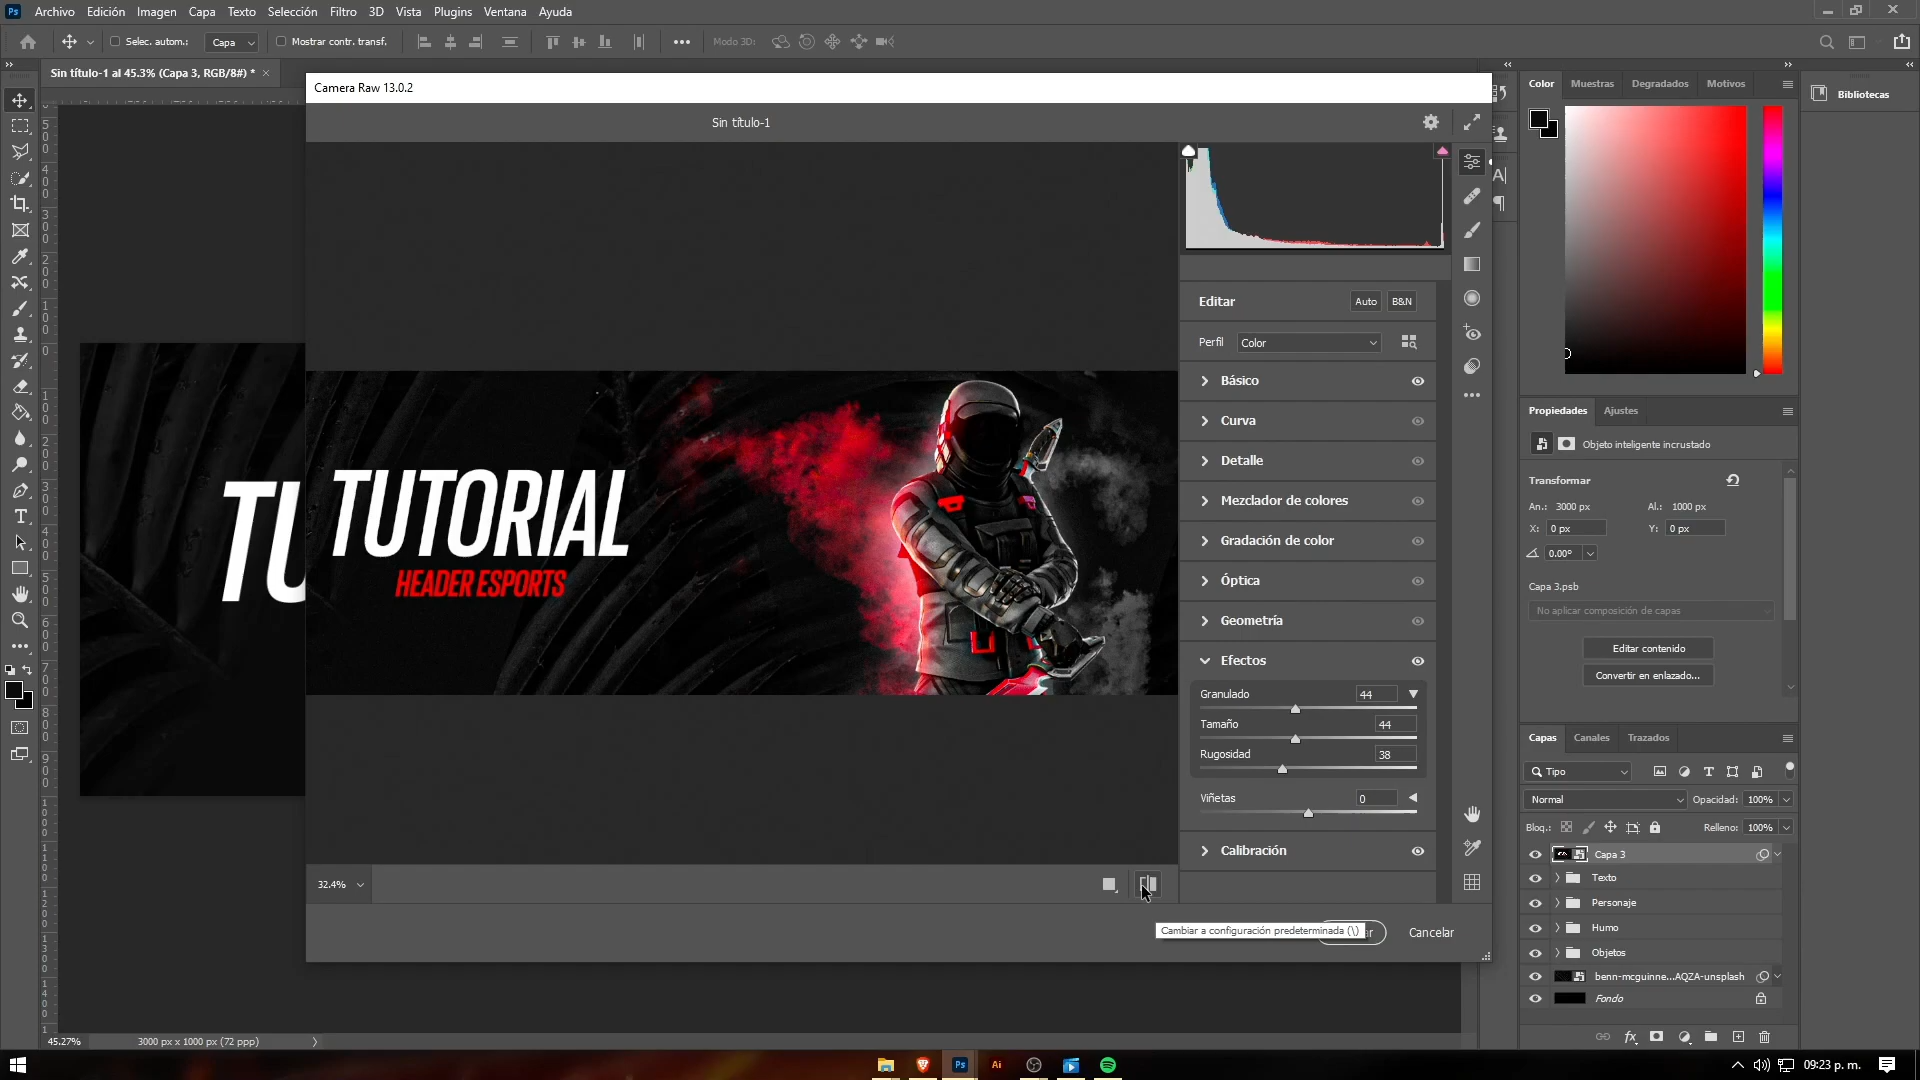 Ps Archivo Edición Imagen Capa Texto Selección Filtro 3D Vista Plugins Ventana Ayuda
Selec. autom.: Capa Mostrar contr. transf. Modo 3D:
Sin título-1 al 45.3% (Capa 3, RGB/8#) *
Camera Raw 13.0.2
Sin título-1
Editar Auto B&N
Perfil Color
Básico
Curva
Detalle
Mezclador de colores
Gradación de color
Óptica
Geometría
Efectos
Granulado 44
Tamaño 44
Rugosidad 38
Viñetas 0
Calibración
TU
TUTORIAL
HEADER ESPORTS
32.4%
Cambiar a configuración predeterminada (\)
Cancelar
45.27% 3000 px x 1000 px (72 ppp)
Color Muestras Degradados Motivos
Bibliotecas
Propiedades Ajustes
Objeto inteligente incrustado
Transformar
An.: 3000 px Al.: 1000 px
X: 0 px Y: 0 px
0.00°
Capa 3.psb
No aplicar composición de capas
Editar contenido
Convertir en enlazado...
Capas Canales Trazados
Tipo
Normal Opacidad: 100%
Bloq.: Relleno: 100%
Capa 3
Texto
Personaje
Humo
Objetos
benn-mcguinne...AQZA-unsplash
Fondo
fx
Ps Ai
09:23 p. m.